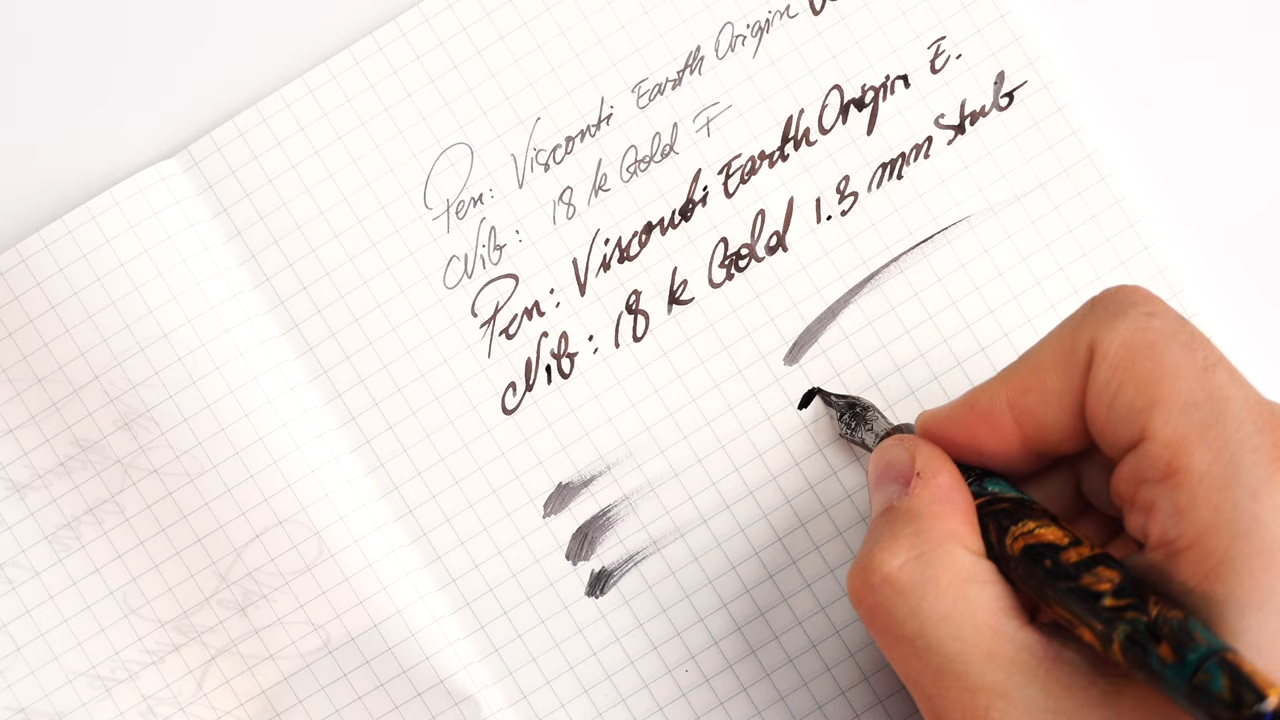 Pen: Visconti Earth Origin
Nib: 18 k Gold F
Pen: Visconti Earth Origin E.
Nib: 18 k Gold 1.3 mm Stub